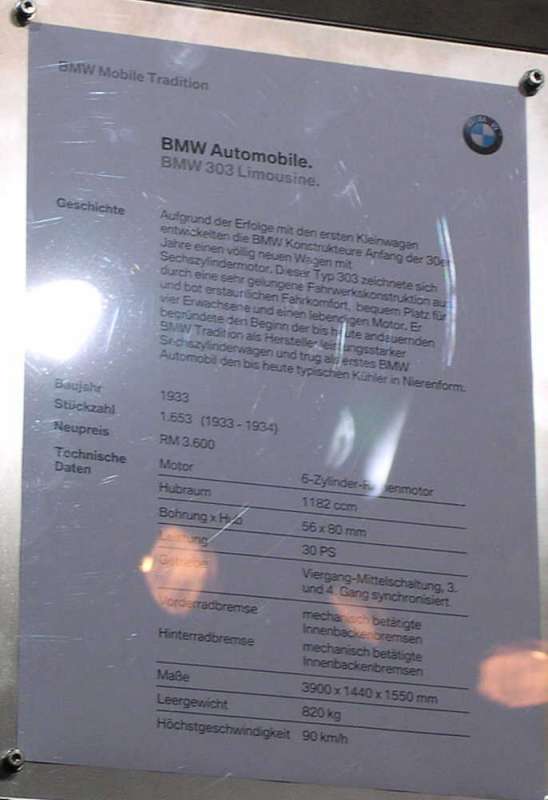 BMW Mobile Tradition
BMW Automobile.
BMW 303 Limousine.
Geschichte
Aufgrund der Erfolge mit den ersten Kleinwagen
entwickelten die BMW Konstrukteure Anfang der 30er
Jahre einen völlig neuen Wagen mit
Sechszylindermotor. Dieser Typ 303 zeichnete sich
durch eine sehr gelungene Fahrwerkskonstruktion aus
und bot erstaunlichen Fahrkomfort, bequem Platz für
vier Erwachsene und einen lebendigen Motor. Er
begründete den Beginn der bis heute andauernden
BMW Tradition als Hersteller leistungsstarker
Sechszylinderwagen und trug als erstes BMW
Automobil den bis heute typischen Kühler in Nierenform.
Baujahr 1933
Stückzahl 1.653 (1933 - 1934)
Neupreis RM 3.600
Technische
Daten
Motor 6-Zylinder-Reihenmotor
Hubraum 1182 ccm
Bohrung x Hub 56 x 80 mm
Leistung 30 PS
Getriebe Viergang-Mittelschaltung, 3.
und 4. Gang synchronisiert
Vorderradbremse mechanisch betätigte
Innenbackenbremsen
Hinterradbremse mechanisch betätigte
Innenbackenbremsen
Maße 3900 x 1440 x 1550 mm
Leergewicht 820 kg
Höchstgeschwindigkeit 90 km/h